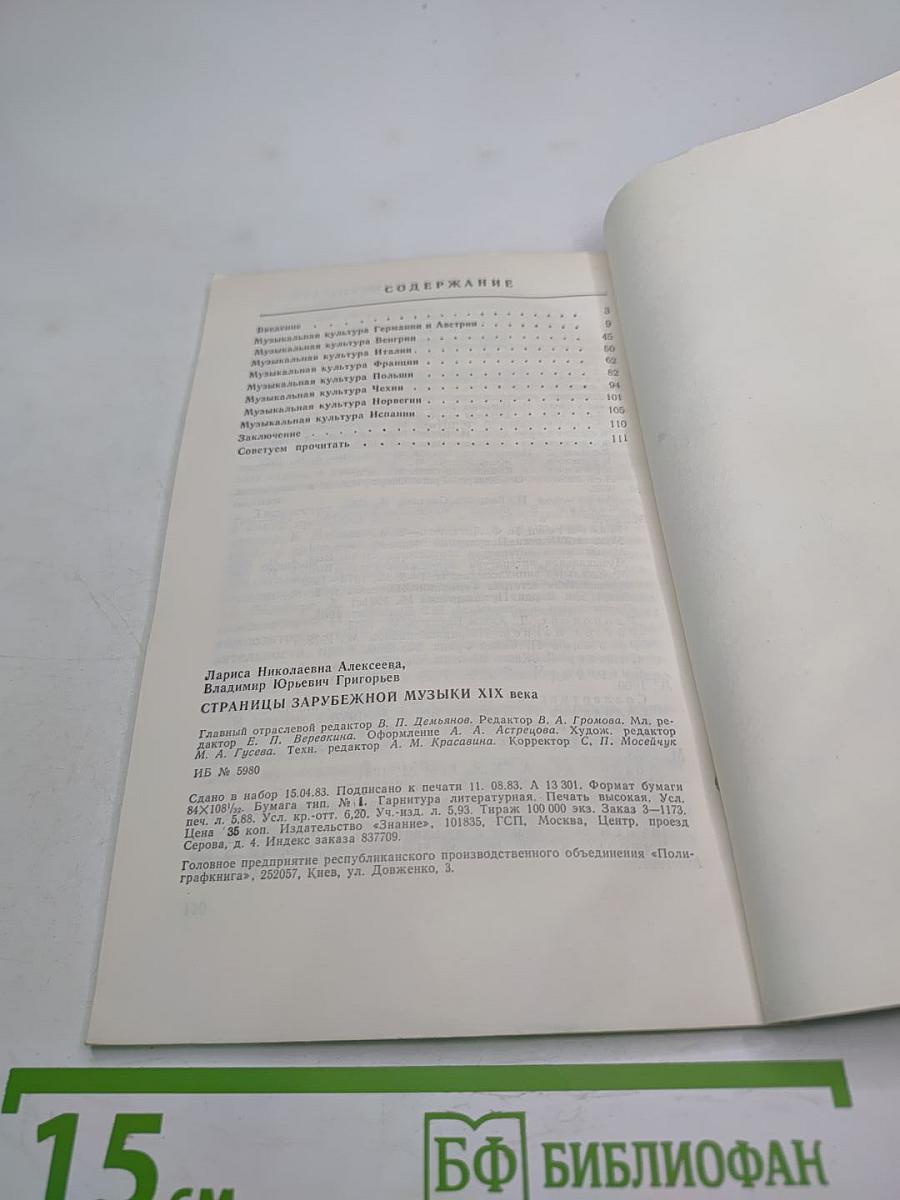 СОДЕРЖАНИЕ
Введение . . . . . . . . . . . . . . . . 3
Музыкальная культура Германии и Австрии . . . . . . . 9
Музыкальная культура Венгрии . . . . . . . . . . 45
Музыкальная культура Италии . . . . . . . . . . 50
Музыкальная культура Франции . . . . . . . . . . 62
Музыкальная культура Польши . . . . . . . . . . 82
Музыкальная культура Чехии . . . . . . . . . . 94
Музыкальная культура Норвегии . . . . . . . . . . 101
Музыкальная культура Испании . . . . . . . . . . 105
Заключение . . . . . . . . . . . . . . . 110
Советуем прочитать . . . . . . . . . . . . . 111
Лариса Николаевна Алексеева,
Владимир Юрьевич Григорьев
СТРАНИЦЫ ЗАРУБЕЖНОЙ МУЗЫКИ XIX века
Главный отраслевой редактор В. П. Демьянов. Редактор В. А. Громова. Мл. ре-
дактор Е. П. Веревкина. Оформление А. А. Астрецова. Худож. редактор
М. А. Гусева. Техн. редактор А. М. Красавина. Корректор С. П. Мосейчук
ИБ № 5980
Сдано в набор 15.04.83. Подписано к печати 11. 08.83. А 13 301. Формат бумаги
84×108¹/₃₂. Бумага тип. № 1. Гарнитура литературная. Печать высокая. Усл.
печ. л. 5,88. Усл. кр.-отт. 6,20. Уч.-изд. л. 5,93. Тираж 100 000 экз. Заказ 3—1173.
Цена 35 коп. Издательство «Знание», 101835, ГСП, Москва, Центр, проезд
Серова, д. 4. Индекс заказа 837709.
Головное предприятие республиканского производственного объединения «Поли-
графкнига», 252057, Киев, ул. Довженко, 3.
15 см
БФ БИБЛИОФАН